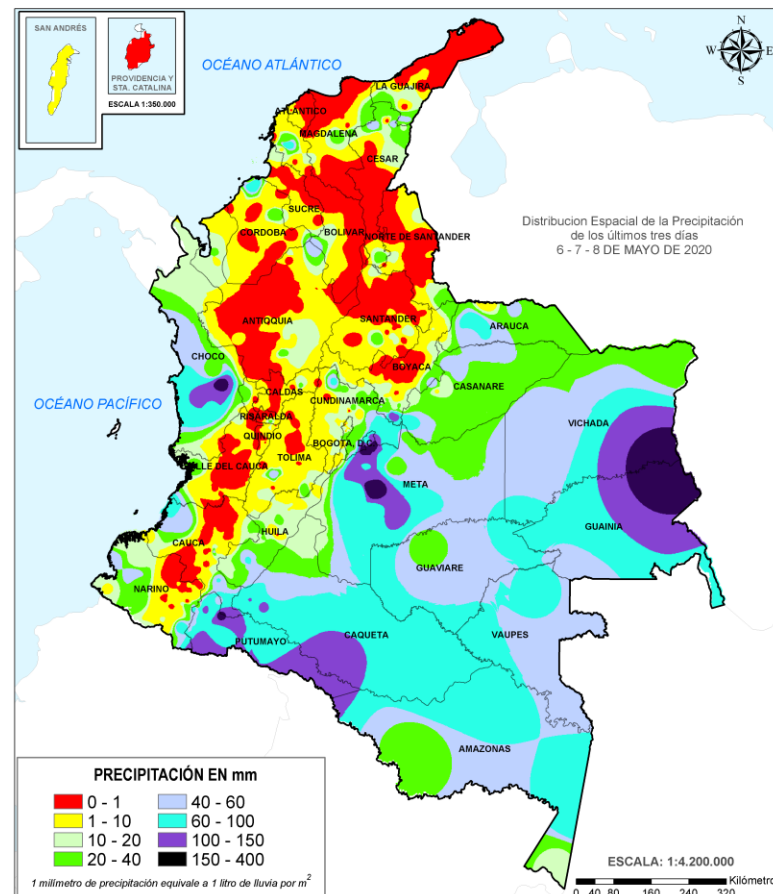 SAN ANDRÉS
PROVIDENCIA Y
STA. CATALINA
ESCALA 1:350.000
OCÉANO ATLÁNTICO
N
W
E
S
LA GUAJIRA
ATLÁNTICO
MAGDALENA
CESAR
SUCRE
CORDOBA
BOLIVAR
NORTE DE SANTANDER
Distribucion Espacial de la Precipitación
de los últimos tres días
6 - 7 - 8 DE MAYO DE 2020
ANTIOQUIA
SANTANDER
ARAUCA
CHOCO
BOYACA
CASANARE
OCÉANO PACÍFICO
CALDAS
CUNDINAMARCA
RISARALDA
VICHADA
QUINDIO
BOGOTA, D.C.
TOLIMA
VALLE DEL CAUCA
META
GUAINIA
HUILA
CAUCA
GUAVIARE
NARIÑO
CAQUETA
VAUPES
PUTUMAYO
AMAZONAS
PRECIPITACIÓN EN mm
0 - 1
40 - 60
1 - 10
60 - 100
10 - 20
100 - 150
20 - 40
150 - 400
1 milímetro de precipitación equivale a 1 litro de lluvia por m²
ESCALA: 1:4.200.000
Kilómetro
0 40 80 160 240 320